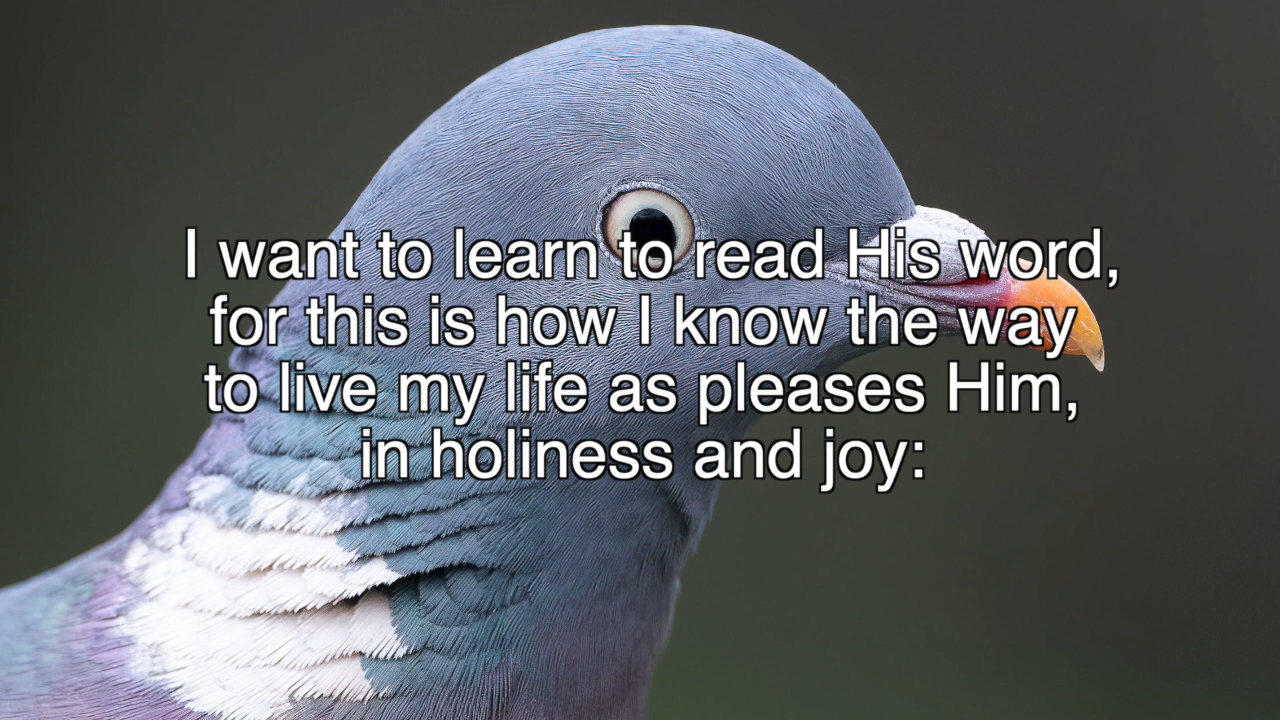 I want to learn to read His word,
for this is how I know the way
to live my life as pleases Him,
in holiness and joy: